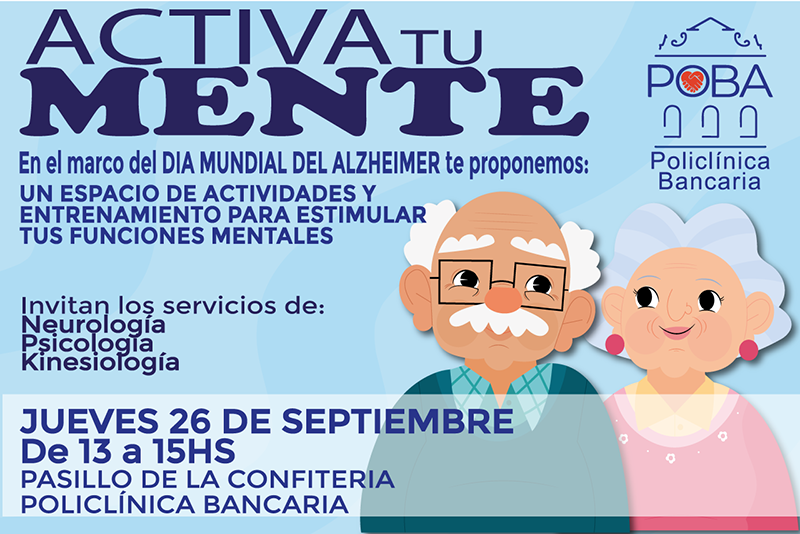 ACTIVA TU
MENTE
POBA
Policlínica
Bancaria
En el marco del DIA MUNDIAL DEL ALZHEIMER te proponemos:
UN ESPACIO DE ACTIVIDADES Y
ENTRENAMIENTO PARA ESTIMULAR
TUS FUNCIONES MENTALES
Invitan los servicios de:
Neurología
Psicología
Kinesiología
JUEVES 26 DE SEPTIEMBRE
De 13 a 15HS
PASILLO DE LA CONFITERIA
POLICLÍNICA BANCARIA